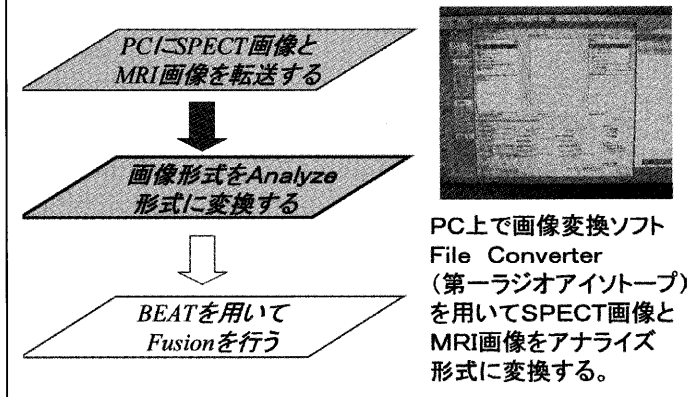 PCにSPECT画像と
MRI画像を転送する
画像形式をAnalyze
形式に変換する
BEATを用いて
Fusionを行う
PC上で画像変換ソフト
File Converter
(第一ラジオアイソトープ)
を用いてSPECT画像と
MRI画像をアナライズ
形式に変換する。